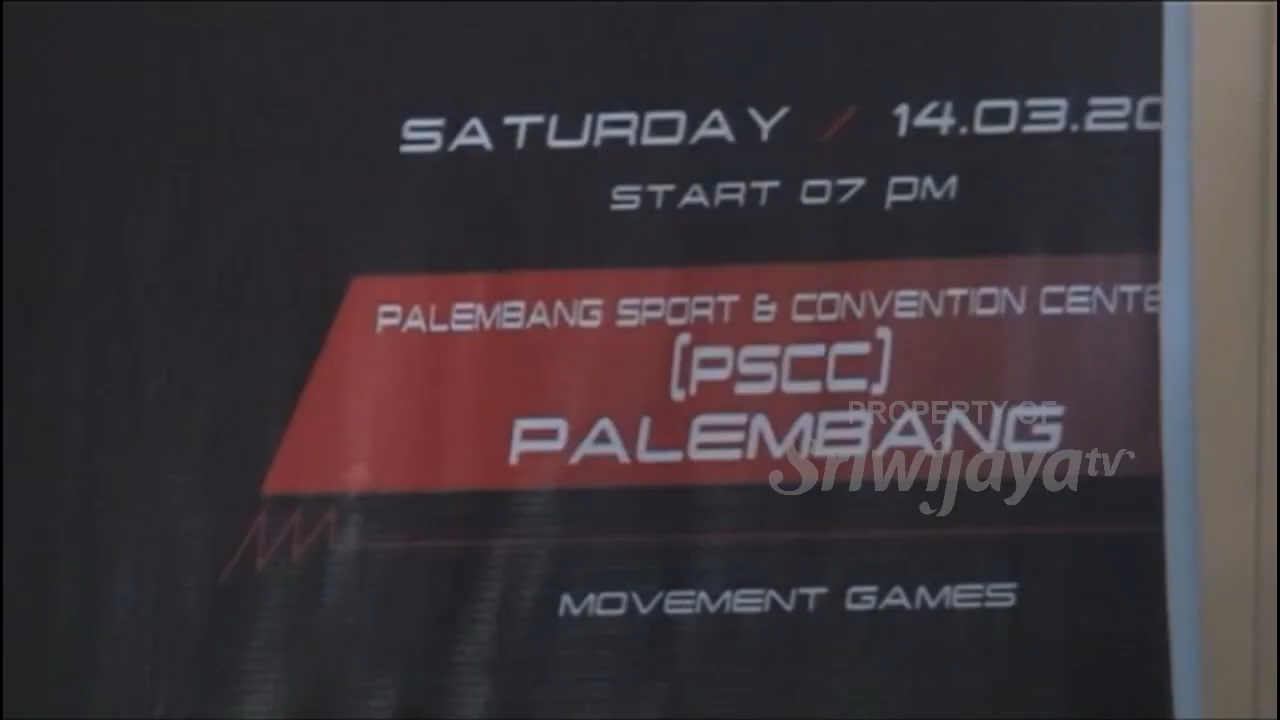 SATURDAY / 14.03.20
START 07 PM
PALEMBANG SPORT & CONVENTION CENTE
(PSCC)
PALEMBANG
PROPERTY OF
Sriwijaya tv
MOVEMENT GAMES